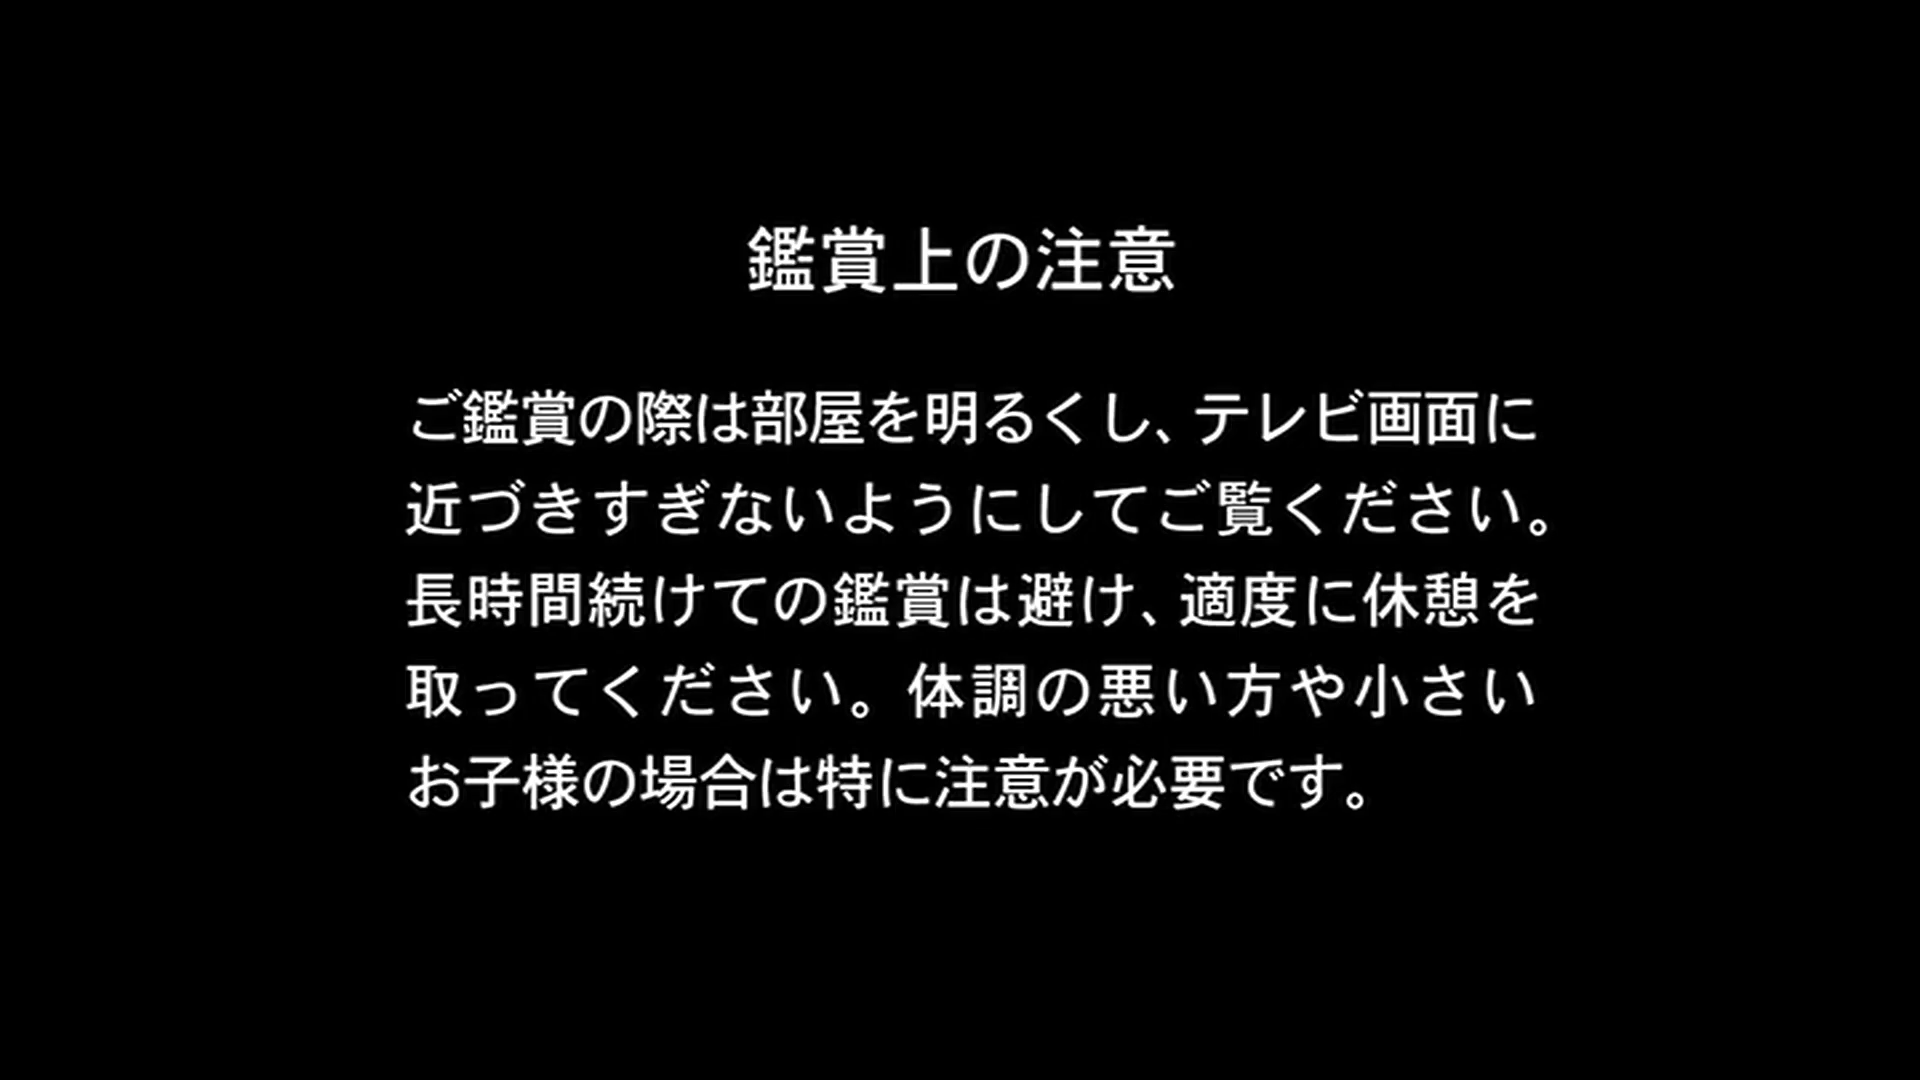 鑑賞上の注意
ご鑑賞の際は部屋を明るくし、テレビ画面に
近づきすぎないようにしてご覧ください。
長時間続けての鑑賞は避け、適度に休憩を
取ってください。体調の悪い方や小さい
お子様の場合は特に注意が必要です。